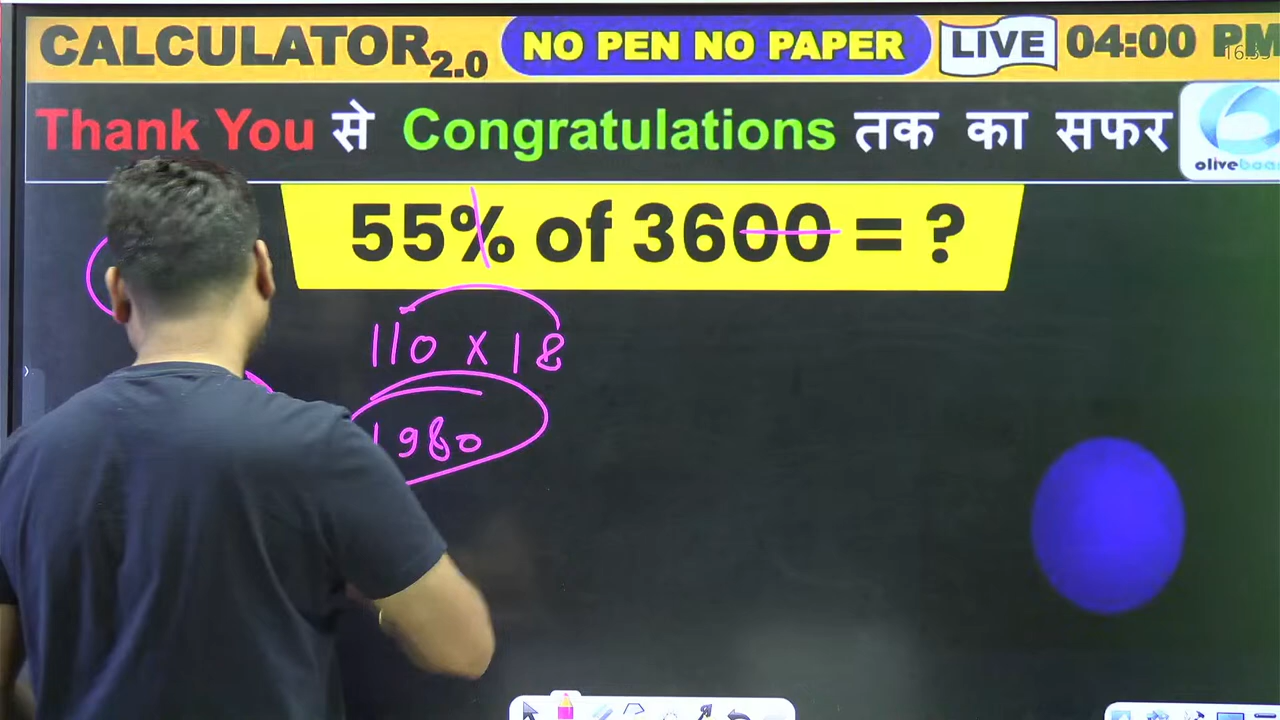 CALCULATOR2.0 NO PEN NO PAPER LIVE 04:00 PM
Thank You से Congratulations तक का सफर
oliveboard
55% of 3600 = ?
110 x 18
1980